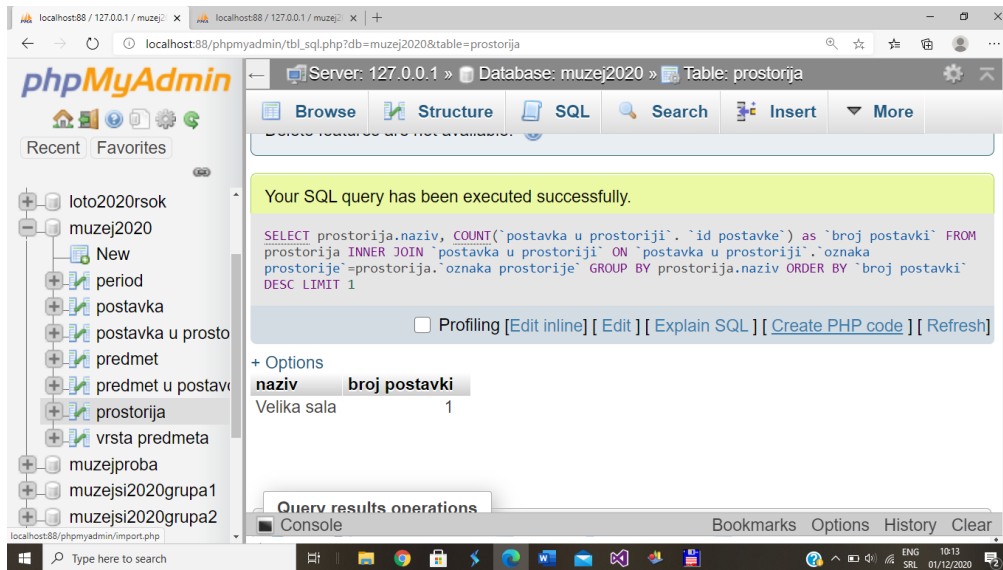 localhost:88 / 127.0.0.1 / muzej2
localhost:88 / 127.0.0.1 / muzej2
localhost:88/phpmyadmin/tbl_sql.php?db=muzej2020&table=prostorija
phpMyAdmin
Recent Favorites
loto2020rsok
muzej2020
New
period
postavka
postavka u prosto
predmet
predmet u postav
prostorija
vrsta predmeta
muzejproba
muzejsi2020grupa1
muzejsi2020grupa2
localhost:88/phpmyadmin/import.php
Server: 127.0.0.1 » Database: muzej2020 » Table: prostorija
Browse Structure SQL Search Insert More
Delete features are not available.
Your SQL query has been executed successfully.
SELECT prostorija.naziv, COUNT(`postavka u prostoriji`. `id postavke`) as `broj postavki` FROM
prostorija INNER JOIN `postavka u prostoriji` ON `postavka u prostoriji`.`oznaka
prostorije`=prostorija.`oznaka prostorije` GROUP BY prostorija.naziv ORDER BY `broj postavki`
DESC LIMIT 1
Profiling [Edit inline] [ Edit ] [ Explain SQL ] [ Create PHP code ] [ Refresh]
+ Options
naziv broj postavki
Velika sala 1
Query results operations
Console Bookmarks Options History Clear
Type here to search
ENG 10:13
SRL 01/12/2020